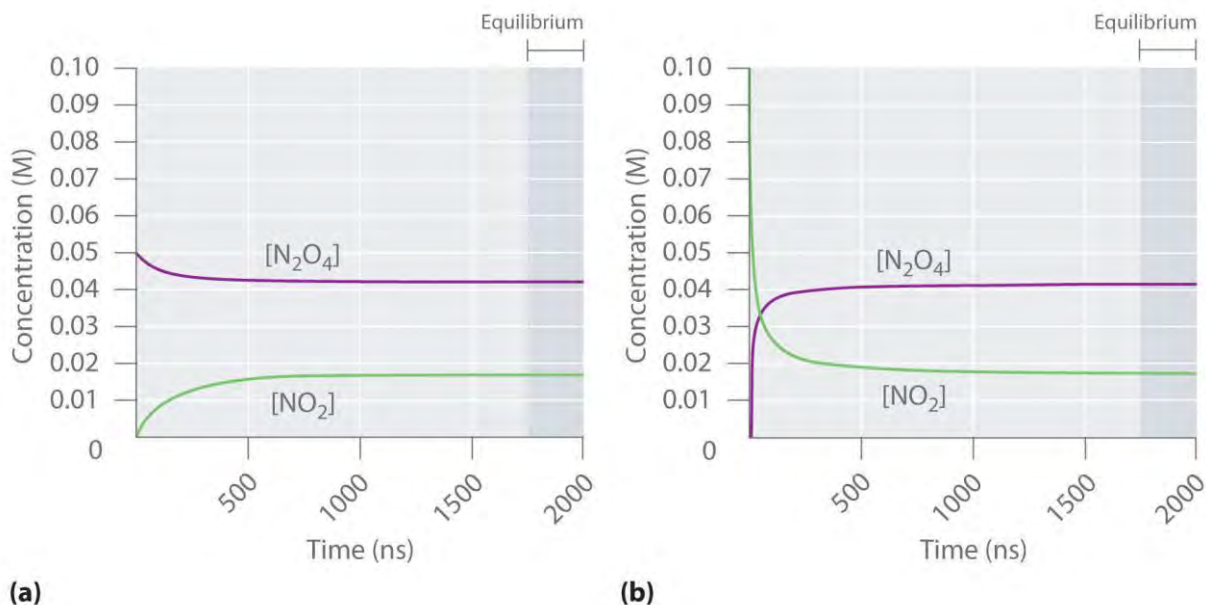 Equilibrium
0.10
0.09
0.08
0.07
0.06
0.05
0.04
0.03
0.02
0.01
0
Concentration (M)
[N₂O₄]
[NO₂]
500
1000
1500
2000
Time (ns)
(a)
Equilibrium
0.10
0.09
0.08
0.07
0.06
0.05
0.04
0.03
0.02
0.01
0
Concentration (M)
[N₂O₄]
[NO₂]
500
1000
1500
2000
Time (ns)
(b)